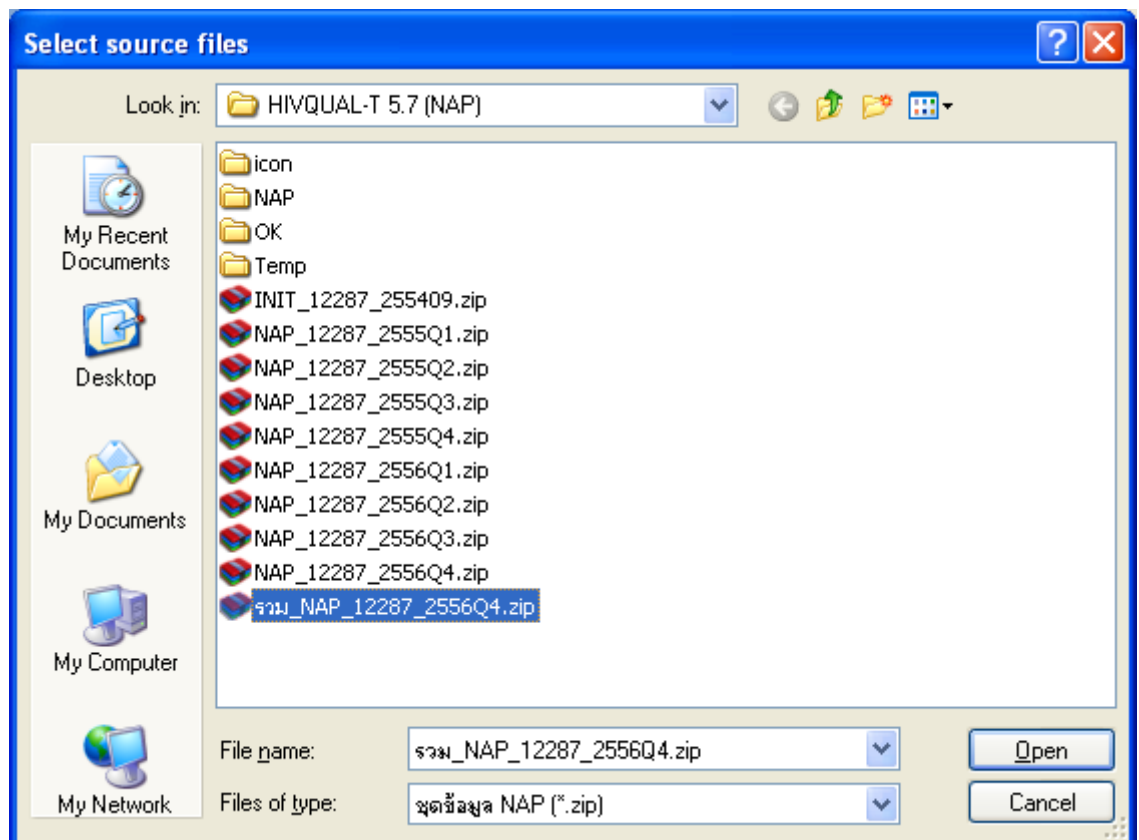 Select source files
Look in:
HIVQUAL-T 5.7 (NAP)
My Recent
Documents
Desktop
My Documents
My Computer
My Network
icon
NAP
OK
Temp
INIT_12287_255409.zip
NAP_12287_2555Q1.zip
NAP_12287_2555Q2.zip
NAP_12287_2555Q3.zip
NAP_12287_2555Q4.zip
NAP_12287_2556Q1.zip
NAP_12287_2556Q2.zip
NAP_12287_2556Q3.zip
NAP_12287_2556Q4.zip
รวม_NAP_12287_2556Q4.zip
File name:
รวม_NAP_12287_2556Q4.zip
Open
Files of type:
ชุดข้อมูล NAP (*.zip)
Cancel